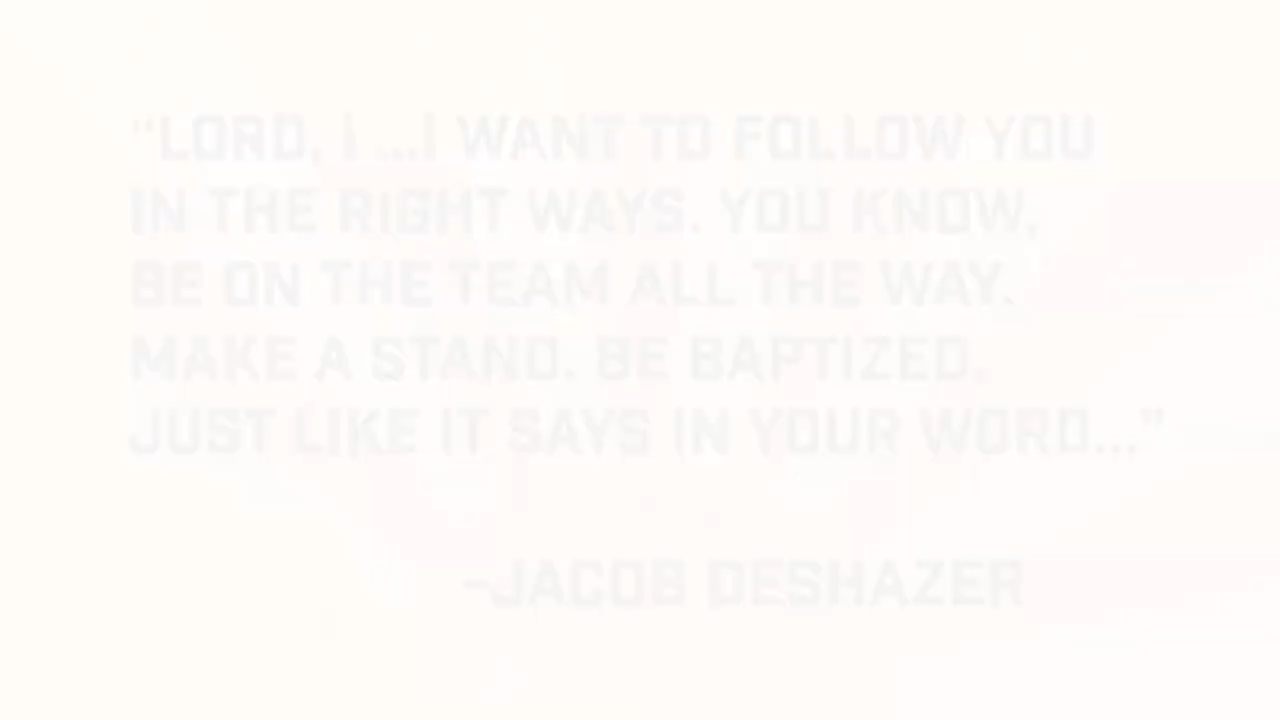 "LORD, I ...I WANT TO FOLLOW YOU
IN THE RIGHT WAYS. YOU KNOW,
BE ON THE TEAM ALL THE WAY.
MAKE A STAND. BE BAPTIZED,
JUST LIKE IT SAYS IN YOUR WORD..."
–JACOB DESHAZER